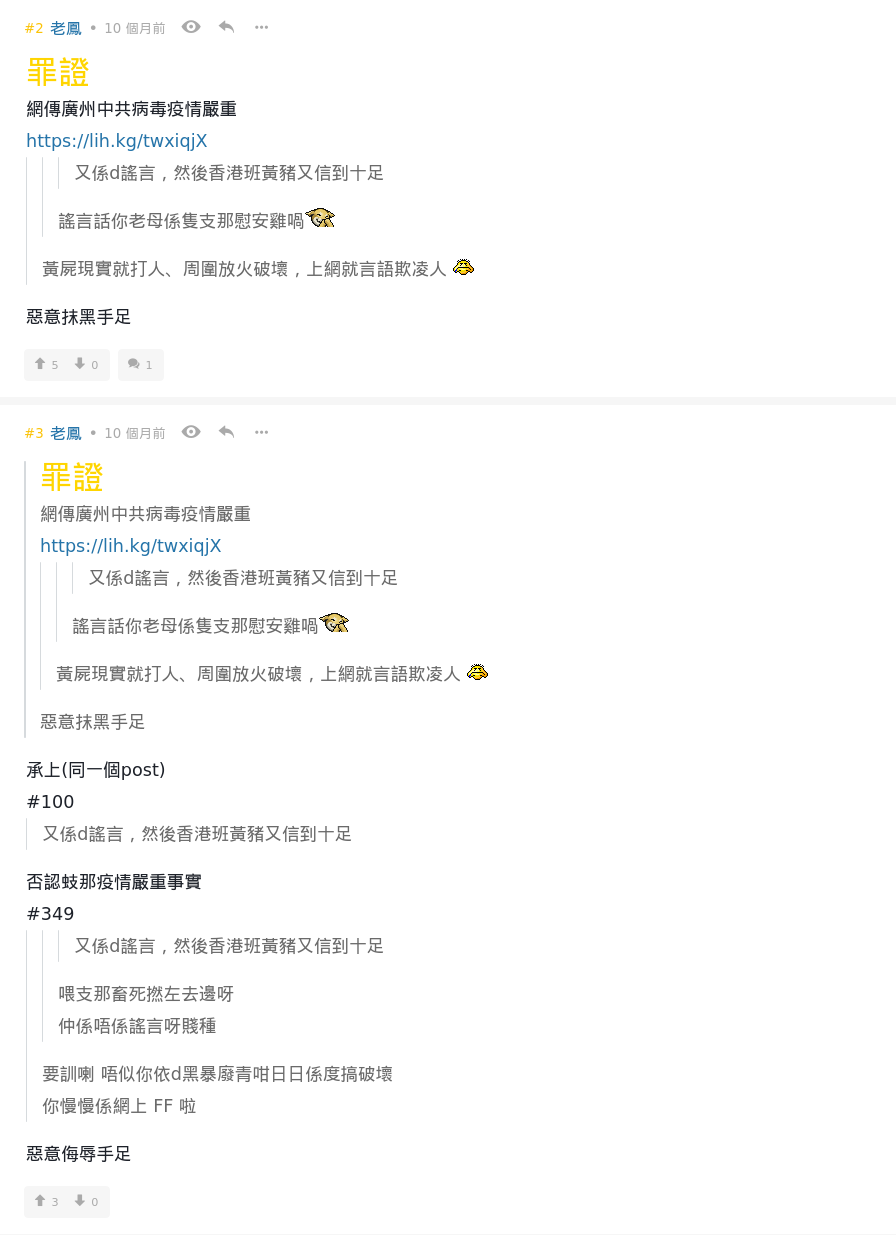 #2 老鳳 • 10 個月前
罪證
網傳廣州中共病毒疫情嚴重
https://lih.kg/twxiqjX
又係d謠言，然後香港班黃豬又信到十足
謠言話你老母係隻支那慰安雞喎
黃屍現實就打人、周圍放火破壞，上網就言語欺凌人
惡意抹黑手足
5 0 1
#3 老鳳 • 10 個月前
罪證
網傳廣州中共病毒疫情嚴重
https://lih.kg/twxiqjX
又係d謠言，然後香港班黃豬又信到十足
謠言話你老母係隻支那慰安雞喎
黃屍現實就打人、周圍放火破壞，上網就言語欺凌人
惡意抹黑手足
承上(同一個post)
#100
又係d謠言，然後香港班黃豬又信到十足
否認蚑那疫情嚴重事實
#349
又係d謠言，然後香港班黃豬又信到十足
喂支那畜死撚左去邊呀
仲係唔係謠言呀賤種
要訓喇 唔似你依d黑暴廢青咁日日係度搞破壞
你慢慢係網上 FF 啦
惡意侮辱手足
3 0